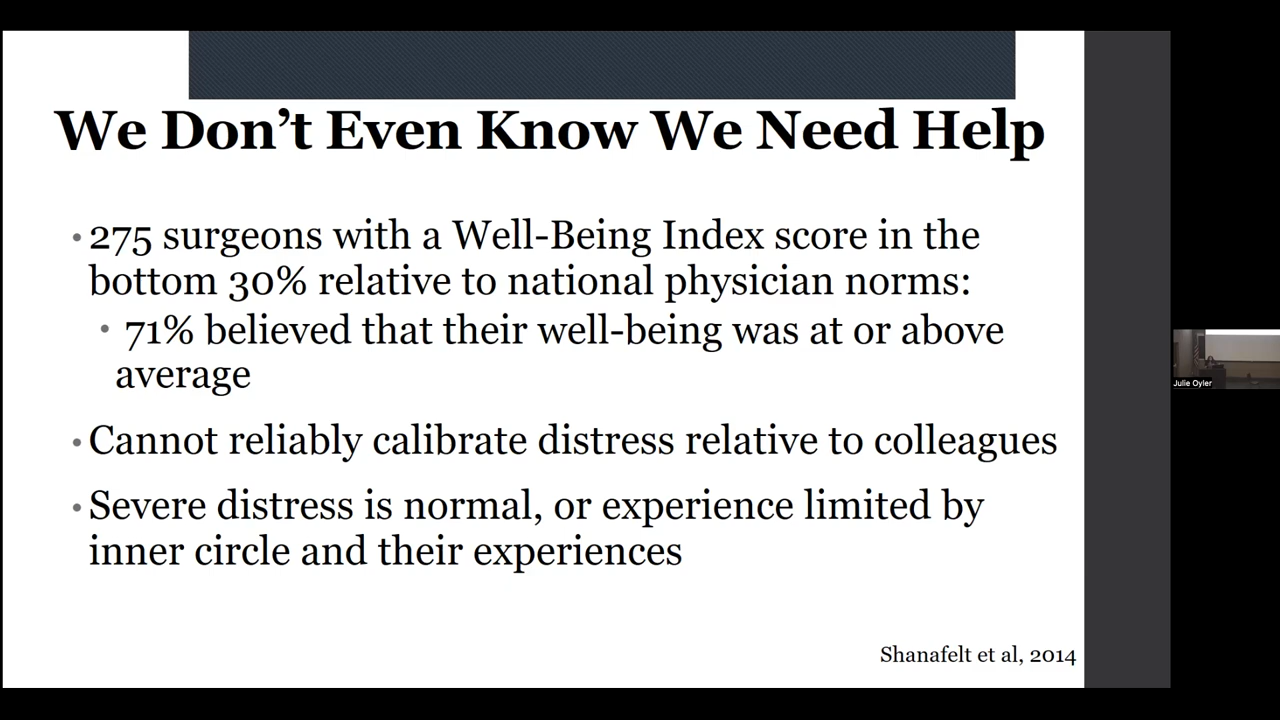 We Don’t Even Know We Need Help
• 275 surgeons with a Well-Being Index score in the
bottom 30% relative to national physician norms:
• 71% believed that their well-being was at or above
average
• Cannot reliably calibrate distress relative to colleagues
• Severe distress is normal, or experience limited by
inner circle and their experiences
Shanafelt et al, 2014
Julie Oyler